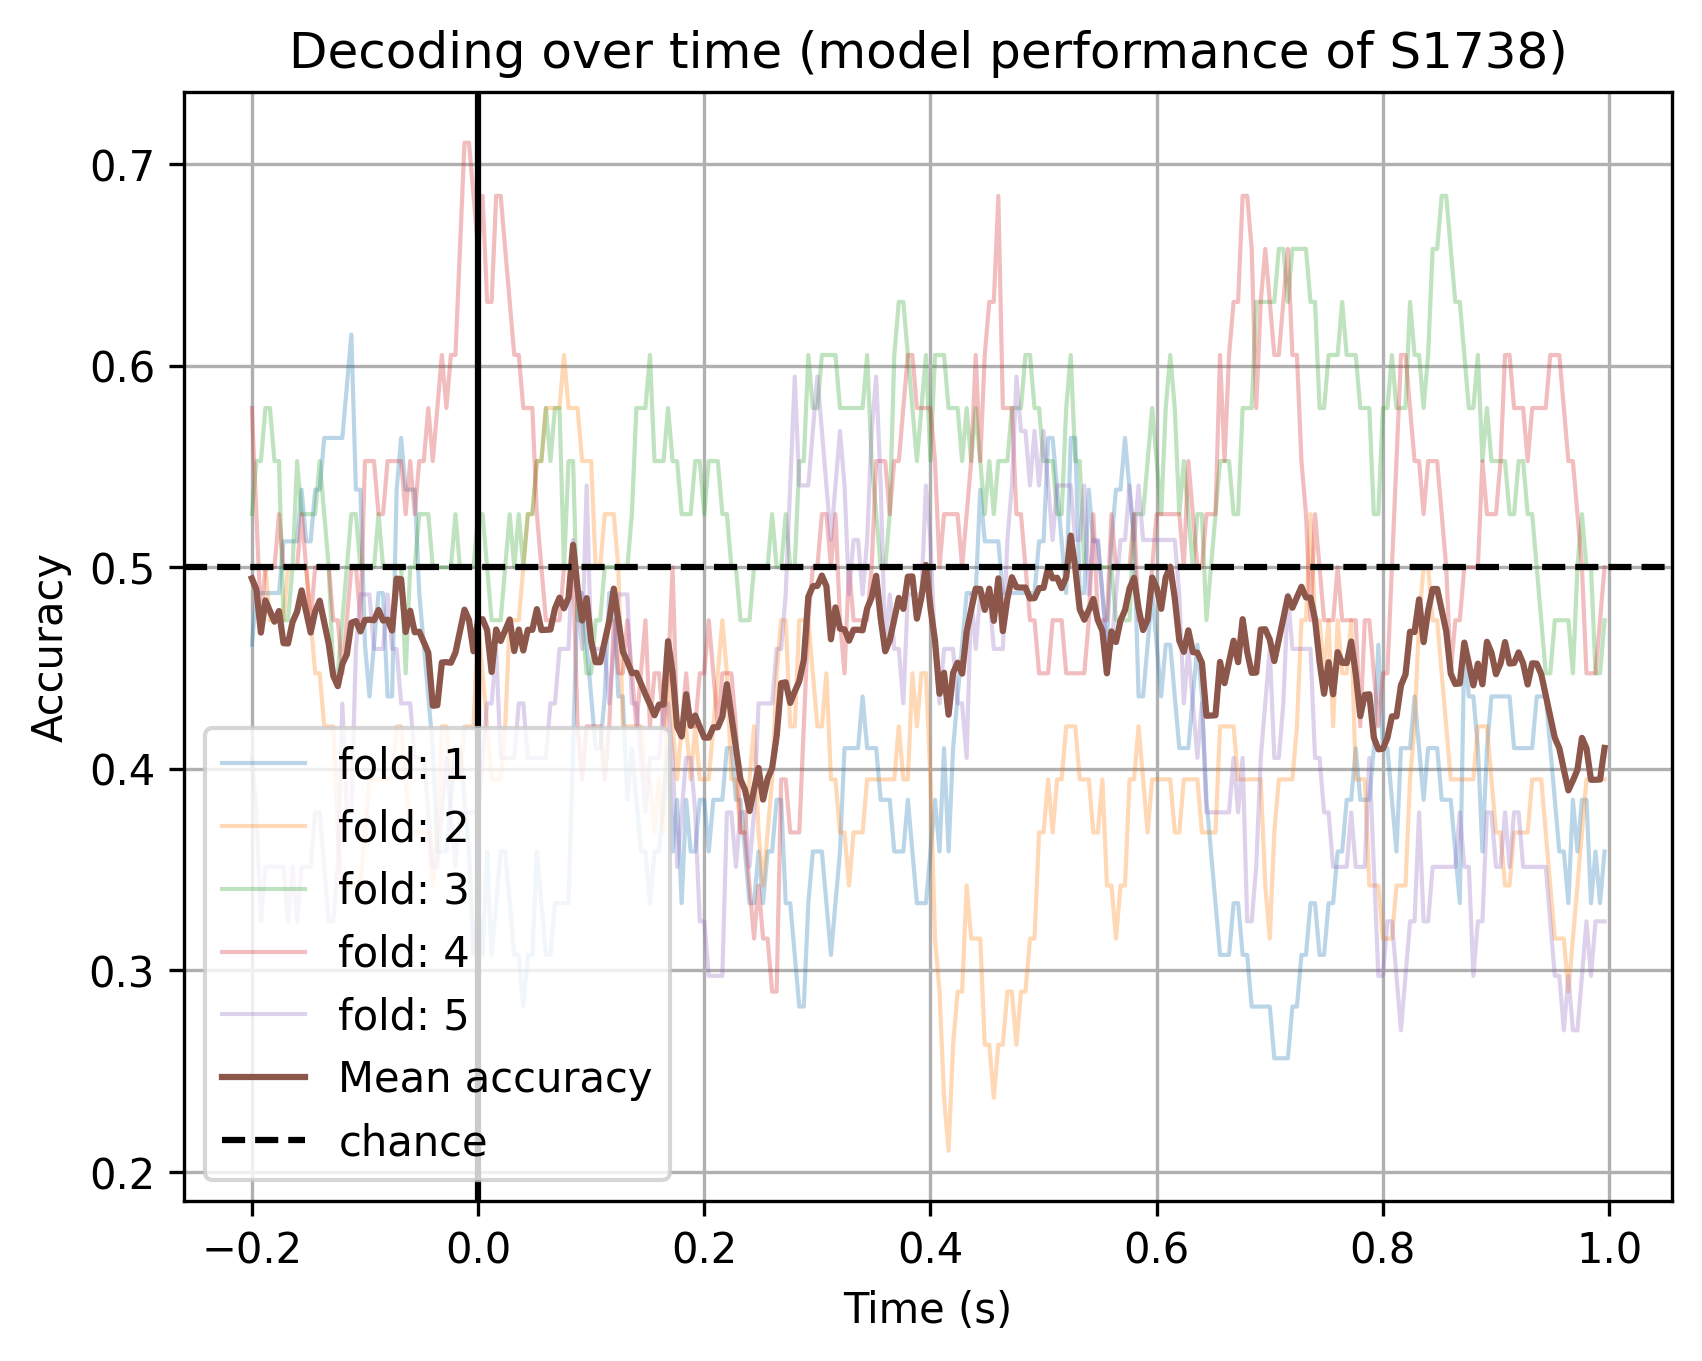 Decoding over time (model performance of S1738)
Accuracy
0.7
0.6
0.5
0.4
0.3
0.2
fold: 1
fold: 2
fold: 3
fold: 4
fold: 5
Mean accuracy
chance
−0.2
0.0
0.2
0.4
0.6
0.8
1.0
Time (s)